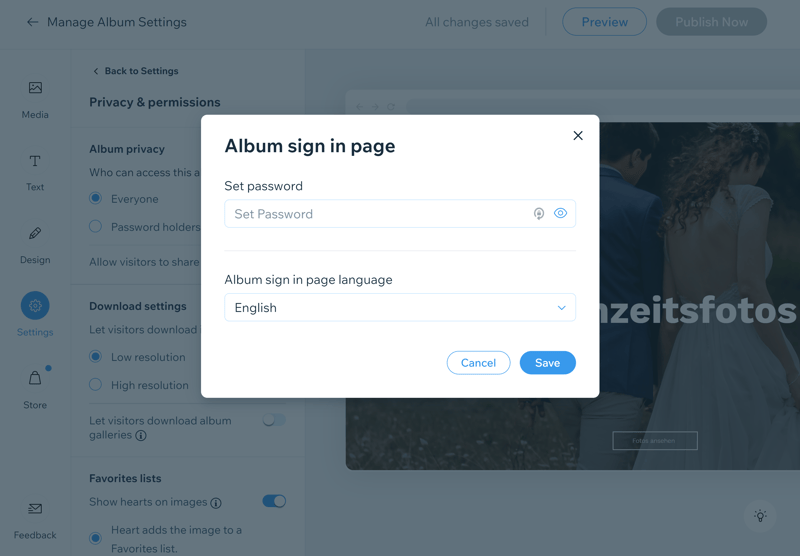 Manage Album Settings
All changes saved
Preview
Publish Now
Back to Settings
Privacy & permissions
Media
Text
Design
Settings
Store
Feedback
Album privacy
Who can access this a
Everyone
Password holders
Allow visitors to share
Download settings
Let visitors download
Low resolution
High resolution
Let visitors download album
galleries
Favorites lists
Show hearts on images
Heart adds the image to a
Favorites list.
Album sign in page
Set password
Set Password
Album sign in page language
English
Cancel
Save
nzeitsfotos
Fotos ansehen